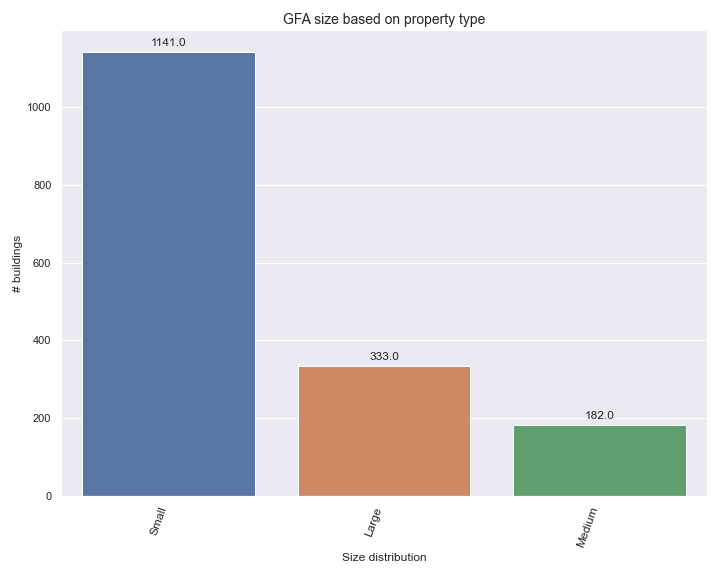 GFA size based on property type
1141.0
1000
800
# buildings
600
400
333.0
200
182.0
0
Small
Large
Medium
Size distribution